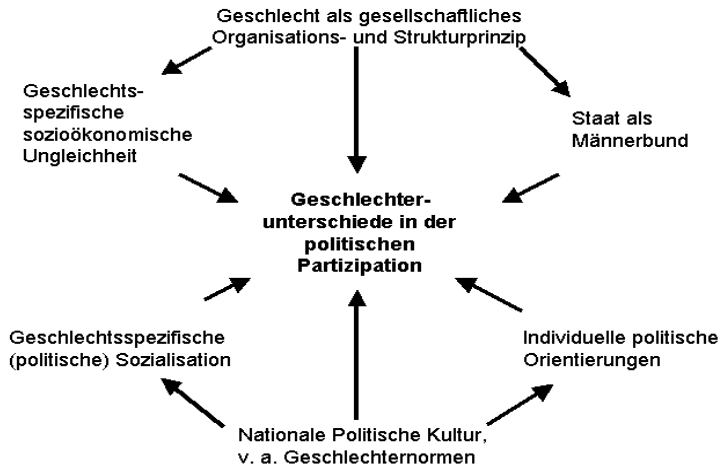 Geschlecht als gesellschaftliches
Organisations- und Strukturprinzip
Geschlechts-
spezifische
sozioökonomische
Ungleichheit
Staat als
Männerbund
Geschlechter-
unterschiede in der
politischen
Partizipation
Geschlechtsspezifische
(politische) Sozialisation
Individuelle politische
Orientierungen
Nationale Politische Kultur,
v. a. Geschlechternormen